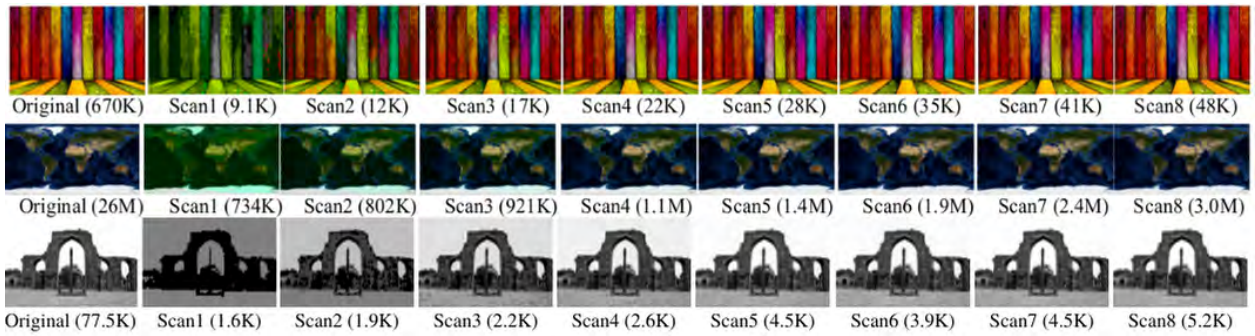 Original (670K) Scan1 (9.1K) Scan2 (12K) Scan3 (17K) Scan4 (22K) Scan5 (28K) Scan6 (35K) Scan7 (41K) Scan8 (48K)
Original (26M) Scan1 (734K) Scan2 (802K) Scan3 (921K) Scan4 (1.1M) Scan5 (1.4M) Scan6 (1.9M) Scan7 (2.4M) Scan8 (3.0M)
Original (77.5K) Scan1 (1.6K) Scan2 (1.9K) Scan3 (2.2K) Scan4 (2.6K) Scan5 (4.5K) Scan6 (3.9K) Scan7 (4.5K) Scan8 (5.2K)